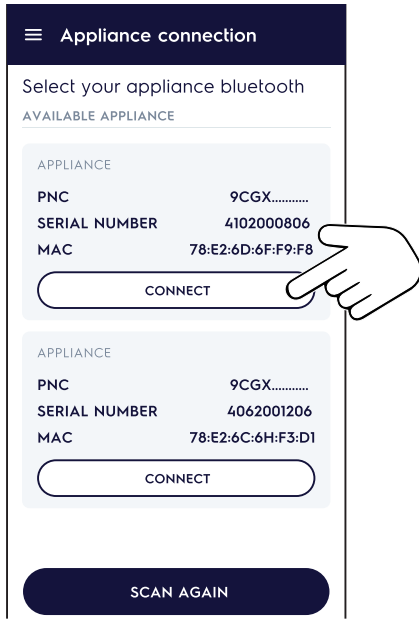 Appliance connection
Select your appliance bluetooth
AVAILABLE APPLIANCE
APPLIANCE
PNC 9CGX...........
SERIAL NUMBER 4102000806
MAC 78:E2:6D:6F:F9:F8
CONNECT
APPLIANCE
PNC 9CGX...........
SERIAL NUMBER 4062001206
MAC 78:E2:6C:6H:F3:D1
CONNECT
SCAN AGAIN